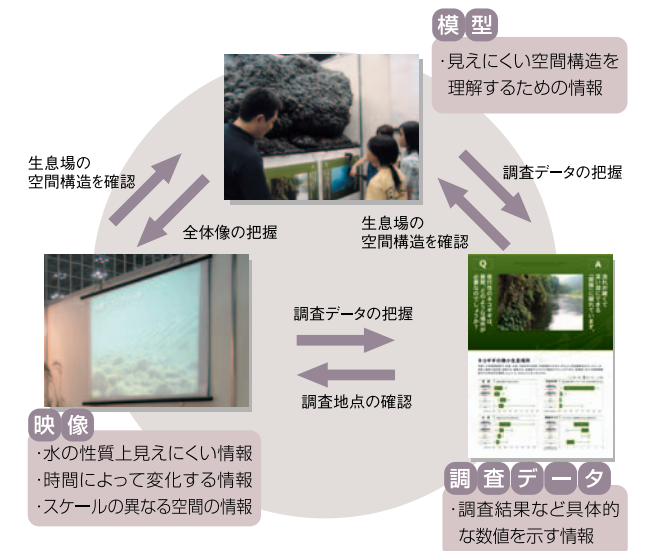 模型
・見えにくい空間構造を
理解するための情報
生息場の
空間構造を確認
全体像の把握
調査データの把握
生息場の
空間構造を確認
調査データの把握
調査地点の確認
Q
A
映像
・水の性質上見えにくい情報
・時間によって変化する情報
・スケールの異なる空間の情報
調査データ
・調査結果など具体的
な数値を示す情報